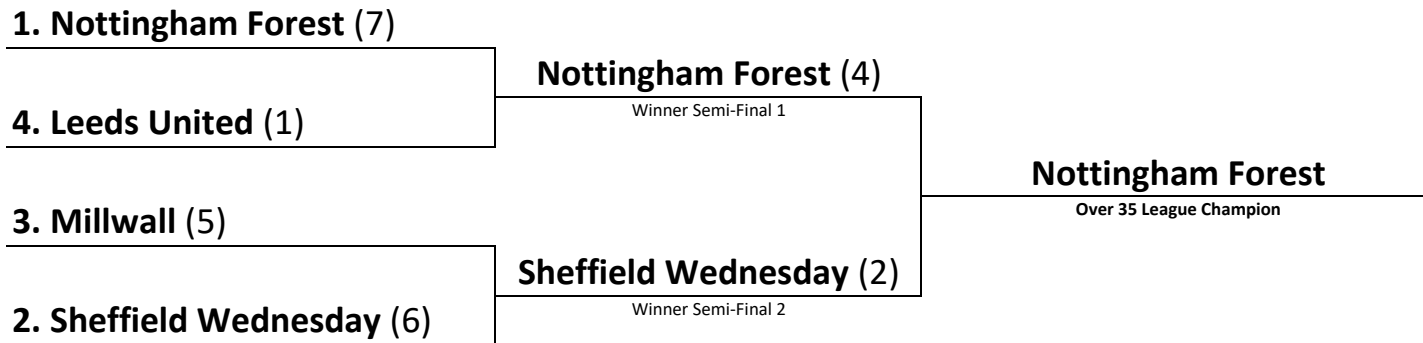 1. Nottingham Forest (7)
Nottingham Forest (4)
Winner Semi-Final 1
4. Leeds United (1)
Nottingham Forest
Over 35 League Champion
3. Millwall (5)
Sheffield Wednesday (2)
Winner Semi-Final 2
2. Sheffield Wednesday (6)